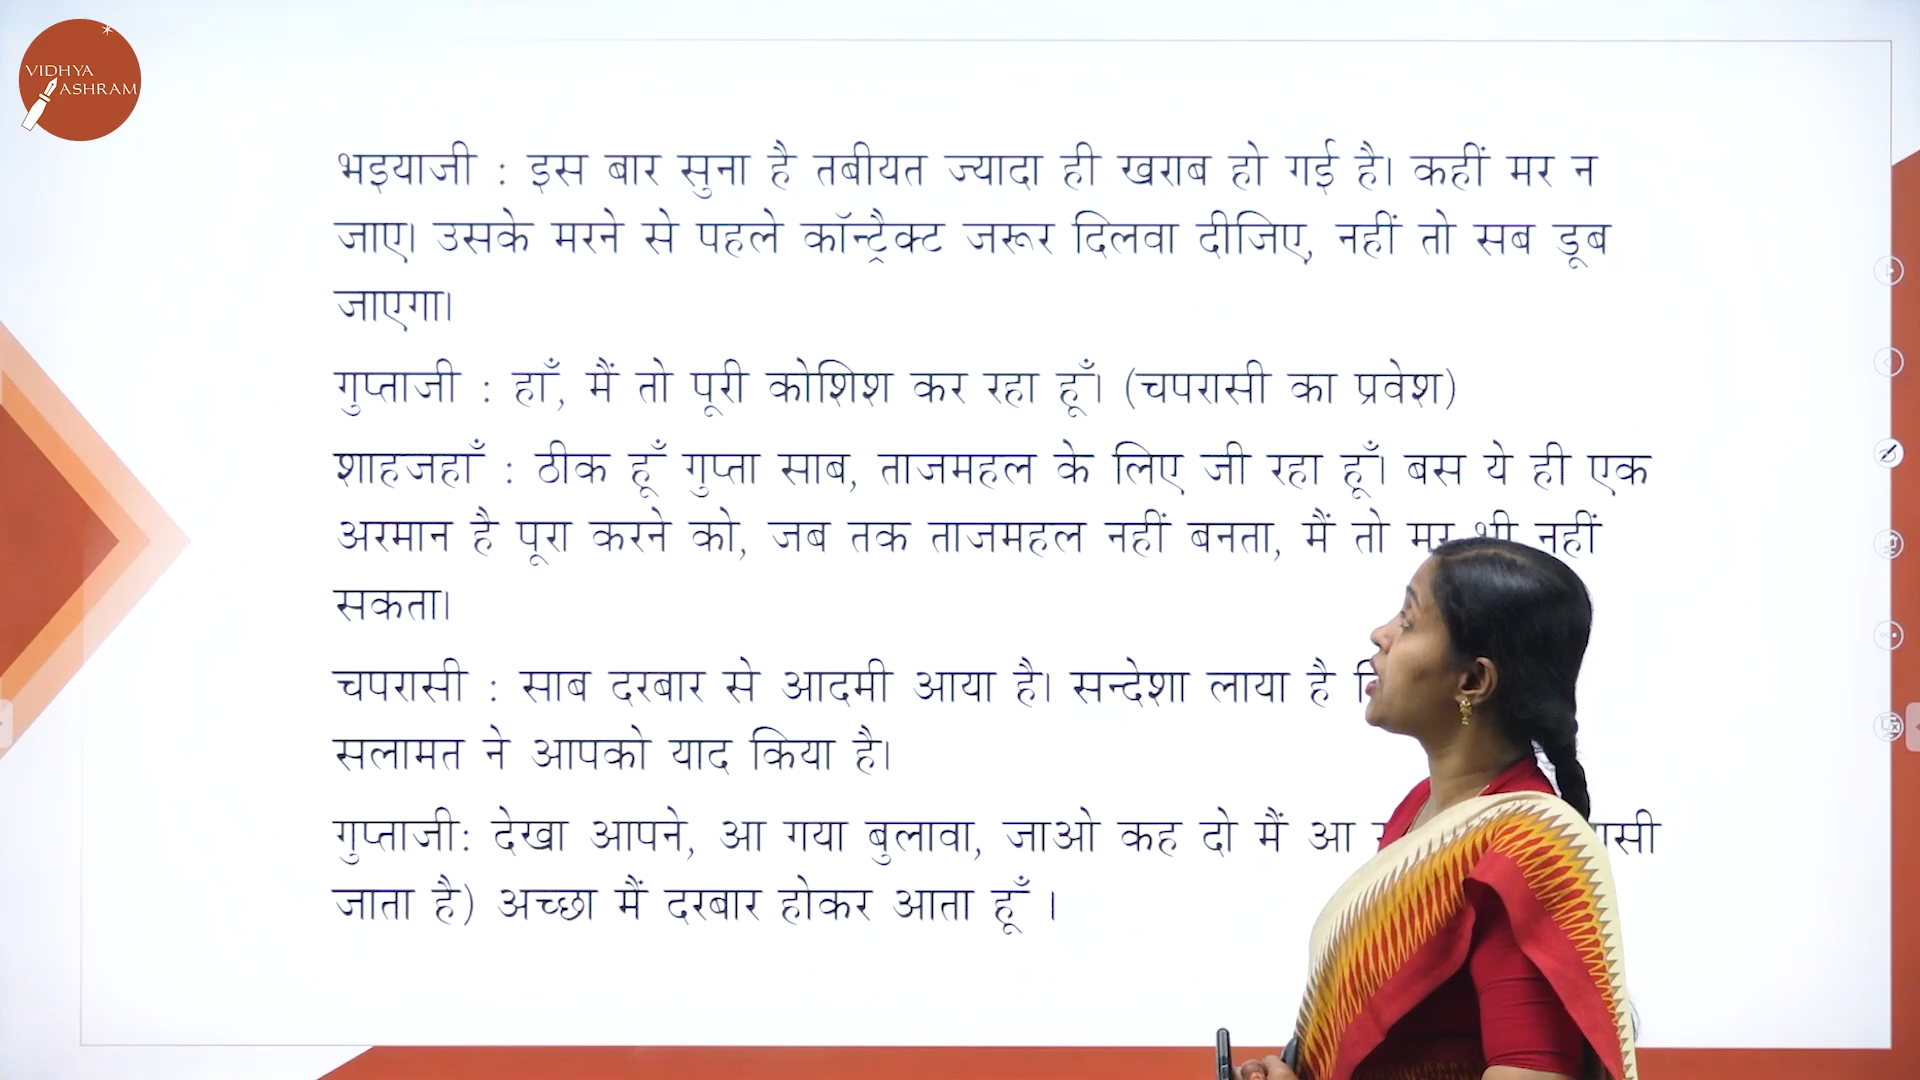 VIDHYA
ASHRAM
भइयाजी : इस बार सुना है तबीयत ज्यादा ही खराब हो गई है। कहीं मर न
जाए। उसके मरने से पहले कॉन्ट्रैक्ट जरूर दिलवा दीजिए, नहीं तो सब डूब
जाएगा।
गुप्ताजी : हाँ, मैं तो पूरी कोशिश कर रहा हूँ। (चपरासी का प्रवेश)
शाहजहाँ : ठीक हूँ गुप्ता साब, ताजमहल के लिए जी रहा हूँ। बस ये ही एक
अरमान है पूरा करने को, जब तक ताजमहल नहीं बनता, मैं तो मर भी नहीं
सकता।
चपरासी : साब दरबार से आदमी आया है। सन्देशा लाया है
सलामत ने आपको याद किया है।
गुप्ताजी: देखा आपने, आ गया बुलावा, जाओ कह दो मैं आ
जाता है) अच्छा मैं दरबार होकर आता हूँ ।